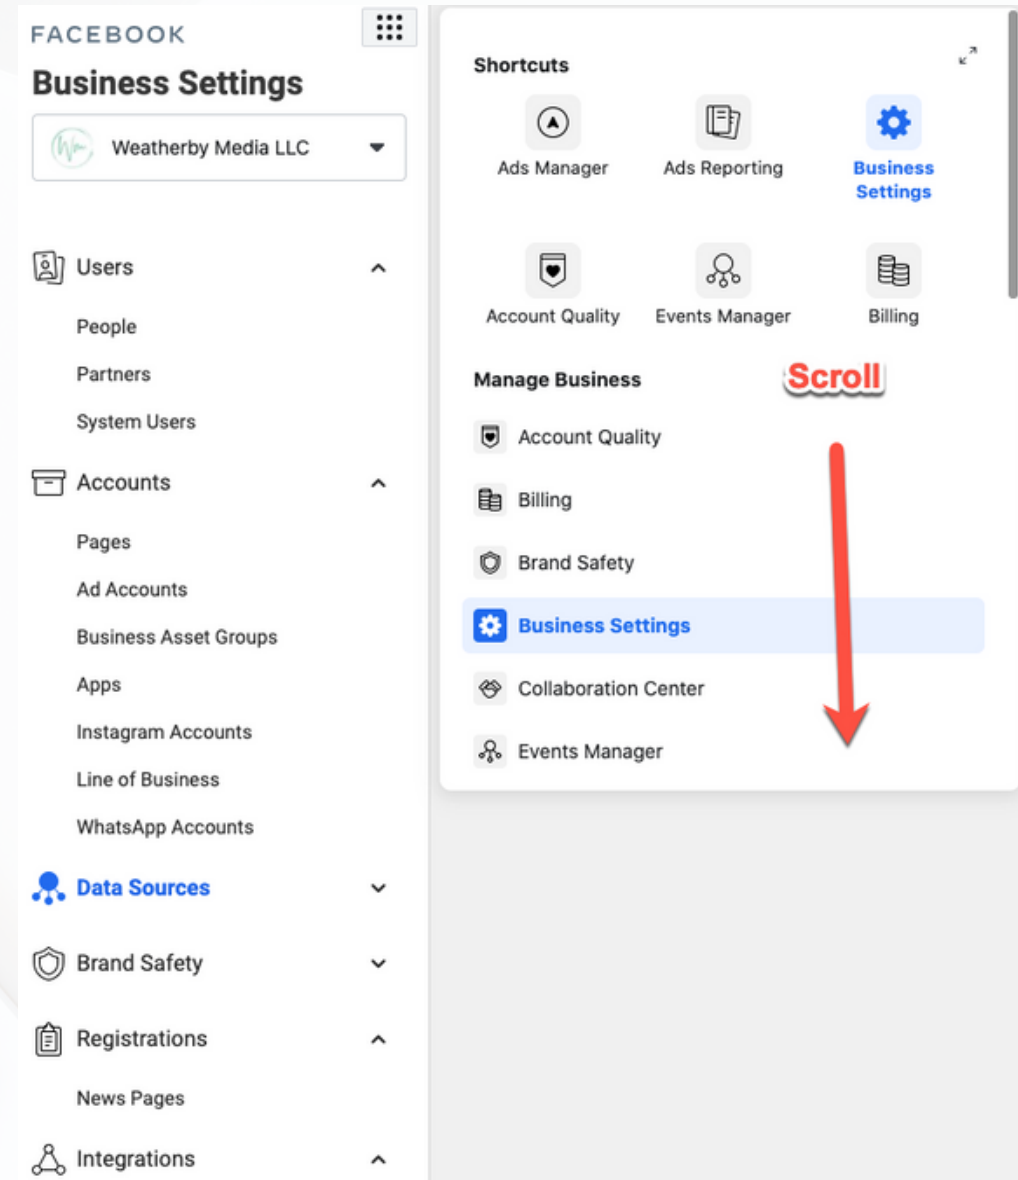 FACEBOOK
Business Settings
Weatherby Media LLC
Users
People
Partners
System Users
Accounts
Pages
Ad Accounts
Business Asset Groups
Apps
Instagram Accounts
Line of Business
WhatsApp Accounts
Data Sources
Brand Safety
Registrations
News Pages
Integrations
Shortcuts
Ads Manager
Ads Reporting
Business
Settings
Account Quality
Events Manager
Billing
Manage Business
Scroll
Account Quality
Billing
Brand Safety
Business Settings
Collaboration Center
Events Manager